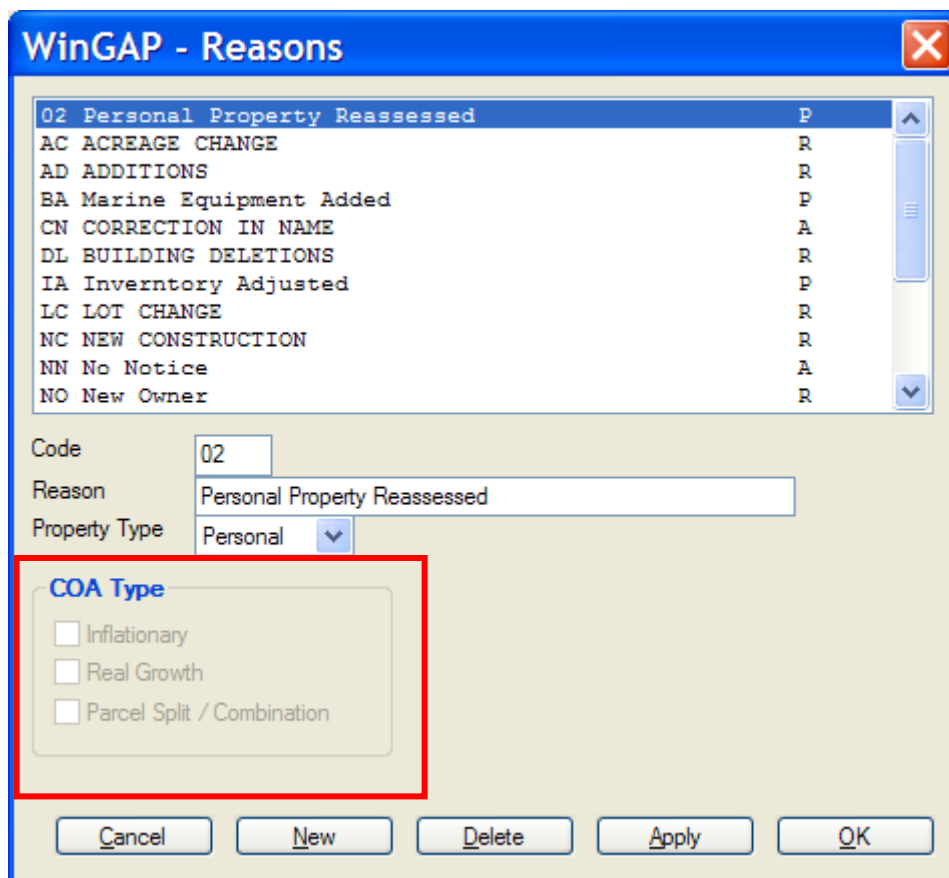 WinGAP - Reasons
02 Personal Property Reassessed P
AC ACREAGE CHANGE R
AD ADDITIONS R
BA Marine Equipment Added P
CN CORRECTION IN NAME A
DL BUILDING DELETIONS R
IA Inverntory Adjusted P
LC LOT CHANGE R
NC NEW CONSTRUCTION R
NN No Notice A
NO New Owner R
Code 02
Reason Personal Property Reassessed
Property Type Personal
COA Type
Inflationary
Real Growth
Parcel Split / Combination
Cancel New Delete Apply OK